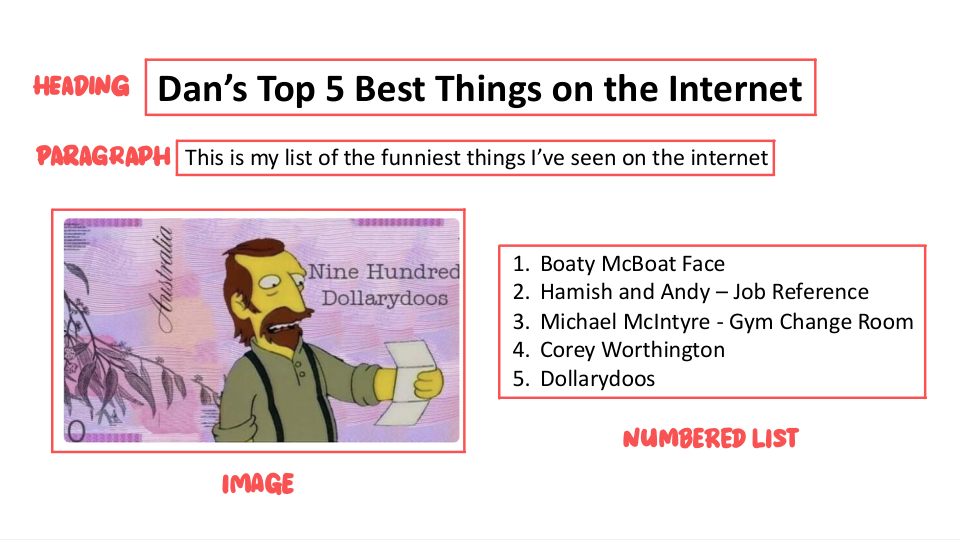 HEADING
Dan’s Top 5 Best Things on the Internet
PARAGRAPH
This is my list of the funniest things I’ve seen on the internet
Australia
Nine Hundred
Dollarydoos
0
IMAGE
1. Boaty McBoat Face
2. Hamish and Andy – Job Reference
3. Michael McIntyre - Gym Change Room
4. Corey Worthington
5. Dollarydoos
NUMBERED LIST